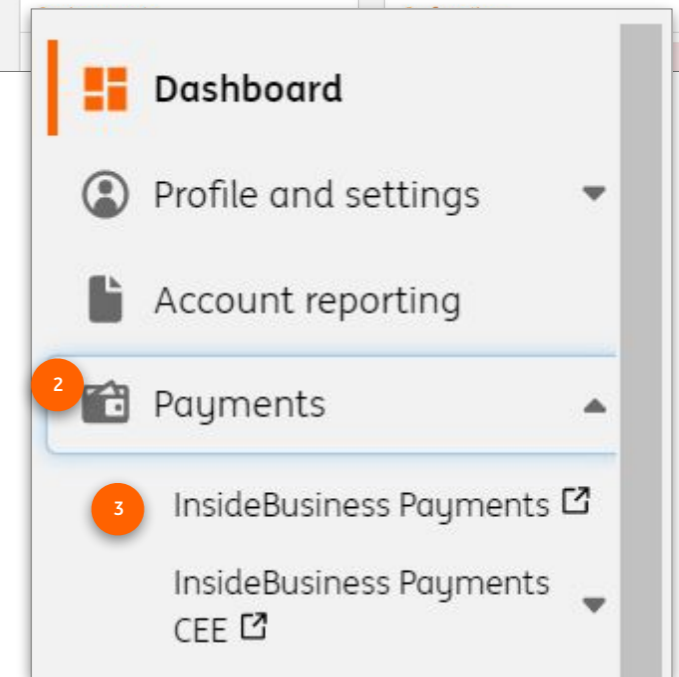 Dashboard
Profile and settings
Account reporting
2
Payments
3
InsideBusiness Payments
InsideBusiness Payments
CEE